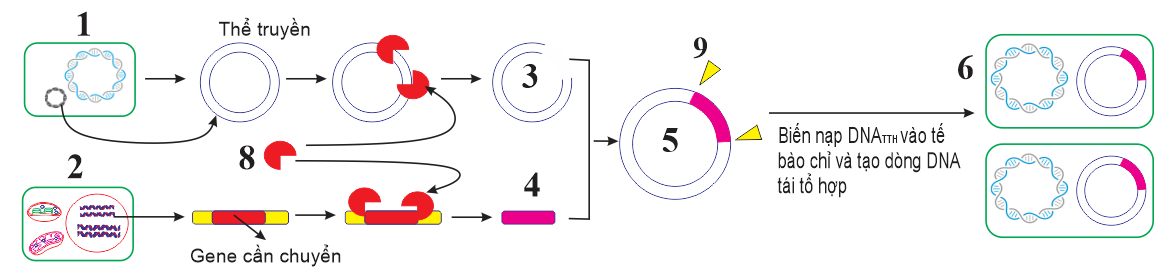 1
Thể truyền
3
9
6
5
Biến nạp DNATTH vào tế
bào chỉ và tạo dòng DNA
tái tổ hợp
2
8
4
Gene cần chuyển